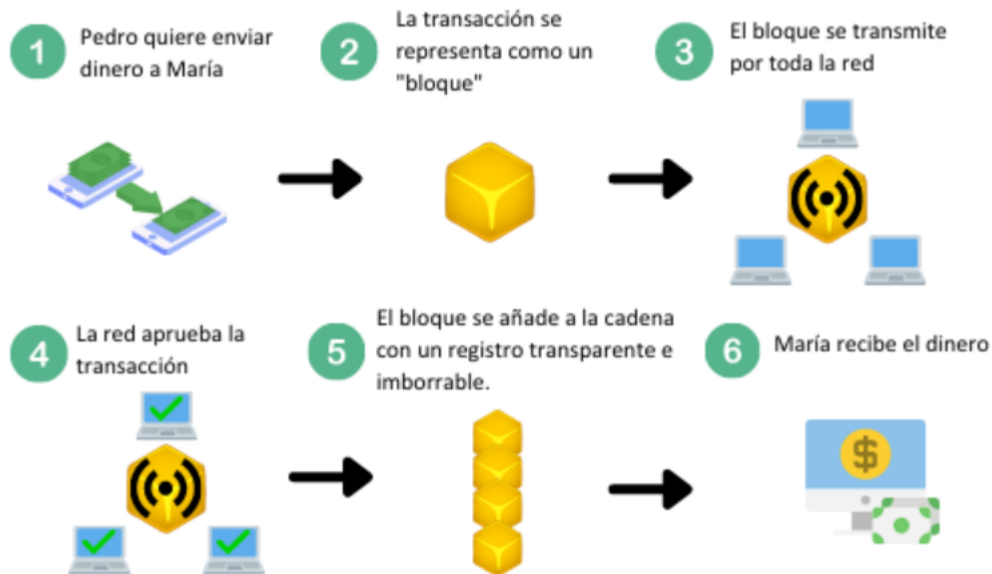 1
Pedro quiere enviar
dinero a María
2
La transacción se
representa como un
"bloque"
3
El bloque se transmite
por toda la red
4
La red aprueba la
transacción
5
El bloque se añade a la cadena
con un registro transparente e
imborrable.
6
María recibe el dinero
$